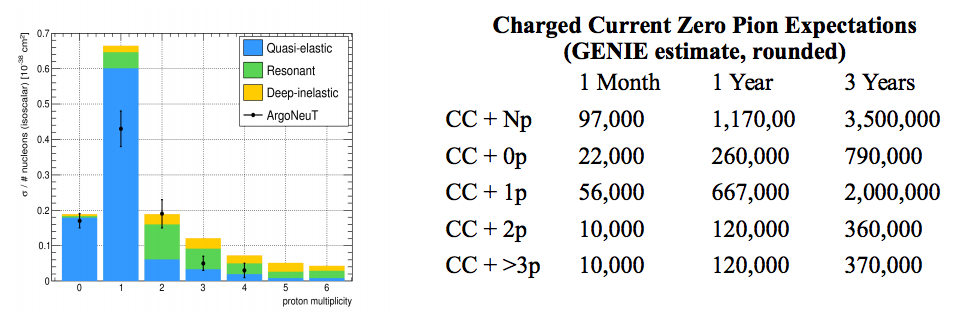 σ / # nucleons (isoscalar) [10⁻³⁸ cm²]
0.7
0.6
0.5
0.4
0.3
0.2
0.1
0
Quasi-elastic
Resonant
Deep-inelastic
ArgoNeuT
0 1 2 3 4 5 6
proton multiplicity
Charged Current Zero Pion Expectations
(GENIE estimate, rounded)
1 Month 1 Year 3 Years
CC + Np 97,000 1,170,00 3,500,000
CC + 0p 22,000 260,000 790,000
CC + 1p 56,000 667,000 2,000,000
CC + 2p 10,000 120,000 360,000
CC + >3p 10,000 120,000 370,000